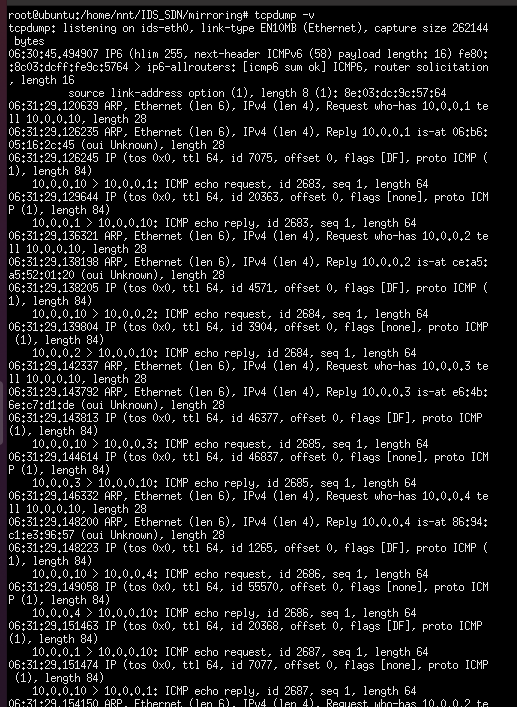 root@ubuntu:/home/nnt/IDS_SDN/mirroring# tcpdump -v
tcpdump: listening on ids-eth0, link-type EN10MB (Ethernet), capture size 262144
 bytes
06:30:45.494907 IP6 (hlim 255, next-header ICMPv6 (58) payload length: 16) fe80:
:8c03:dcff:fe9c:5764 > ip6-allrouters: [icmp6 sum ok] ICMP6, router solicitation
, length 16
          source link-address option (1), length 8 (1): 8e:03:dc:9c:57:64
06:31:29.120639 ARP, Ethernet (len 6), IPv4 (len 4), Request who-has 10.0.0.1 te
ll 10.0.0.10, length 28
06:31:29.126235 ARP, Ethernet (len 6), IPv4 (len 4), Reply 10.0.0.1 is-at 06:b6:
05:16:2c:45 (oui Unknown), length 28
06:31:29.126245 IP (tos 0x0, ttl 64, id 7075, offset 0, flags [DF], proto ICMP (
1), length 84)
    10.0.0.10 > 10.0.0.1: ICMP echo request, id 2683, seq 1, length 64
06:31:29.129644 IP (tos 0x0, ttl 64, id 20363, offset 0, flags [none], proto ICM
P (1), length 84)
    10.0.0.1 > 10.0.0.10: ICMP echo reply, id 2683, seq 1, length 64
06:31:29.136321 ARP, Ethernet (len 6), IPv4 (len 4), Request who-has 10.0.0.2 te
ll 10.0.0.10, length 28
06:31:29.138198 ARP, Ethernet (len 6), IPv4 (len 4), Reply 10.0.0.2 is-at ce:a5:
a5:52:01:20 (oui Unknown), length 28
06:31:29.138205 IP (tos 0x0, ttl 64, id 4571, offset 0, flags [DF], proto ICMP (
1), length 84)
    10.0.0.10 > 10.0.0.2: ICMP echo request, id 2684, seq 1, length 64
06:31:29.139804 IP (tos 0x0, ttl 64, id 3904, offset 0, flags [none], proto ICMP
 (1), length 84)
    10.0.0.2 > 10.0.0.10: ICMP echo reply, id 2684, seq 1, length 64
06:31:29.142337 ARP, Ethernet (len 6), IPv4 (len 4), Request who-has 10.0.0.3 te
ll 10.0.0.10, length 28
06:31:29.143792 ARP, Ethernet (len 6), IPv4 (len 4), Reply 10.0.0.3 is-at e6:4b:
6e:c7:d1:de (oui Unknown), length 28
06:31:29.143813 IP (tos 0x0, ttl 64, id 46377, offset 0, flags [DF], proto ICMP
(1), length 84)
    10.0.0.10 > 10.0.0.3: ICMP echo request, id 2685, seq 1, length 64
06:31:29.144614 IP (tos 0x0, ttl 64, id 46837, offset 0, flags [none], proto ICM
P (1), length 84)
    10.0.0.3 > 10.0.0.10: ICMP echo reply, id 2685, seq 1, length 64
06:31:29.146332 ARP, Ethernet (len 6), IPv4 (len 4), Request who-has 10.0.0.4 te
ll 10.0.0.10, length 28
06:31:29.148200 ARP, Ethernet (len 6), IPv4 (len 4), Reply 10.0.0.4 is-at 86:94:
c1:e3:96:57 (oui Unknown), length 28
06:31:29.148223 IP (tos 0x0, ttl 64, id 1265, offset 0, flags [DF], proto ICMP (
1), length 84)
    10.0.0.10 > 10.0.0.4: ICMP echo request, id 2686, seq 1, length 64
06:31:29.149058 IP (tos 0x0, ttl 64, id 55570, offset 0, flags [none], proto ICM
P (1), length 84)
    10.0.0.4 > 10.0.0.10: ICMP echo reply, id 2686, seq 1, length 64
06:31:29.151463 IP (tos 0x0, ttl 64, id 20368, offset 0, flags [DF], proto ICMP
(1), length 84)
    10.0.0.1 > 10.0.0.10: ICMP echo request, id 2687, seq 1, length 64
06:31:29.151474 IP (tos 0x0, ttl 64, id 7077, offset 0, flags [none], proto ICMP
 (1), length 84)
    10.0.0.10 > 10.0.0.1: ICMP echo reply, id 2687, seq 1, length 64
06:31:29.154150 ARP, Ethernet (len 6), IPv4 (len 4), Request who-has 10.0.0.2 te